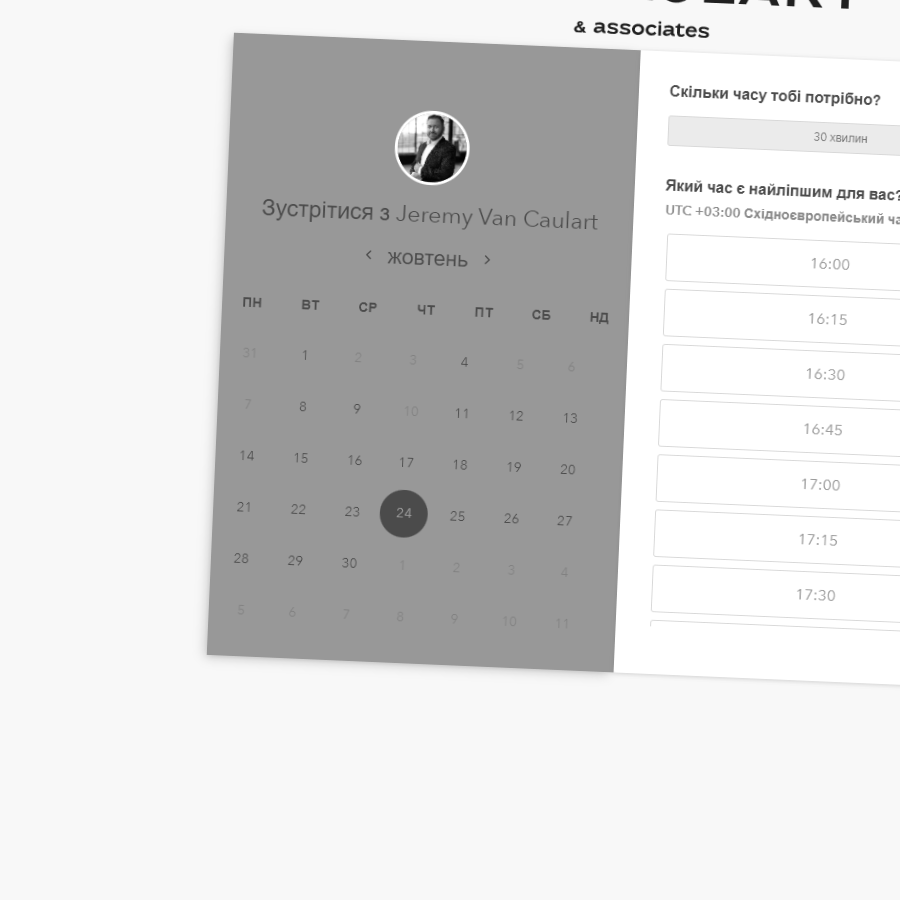 & associates
Зустрітися з Jeremy Van Caulart
жовтень
ПН ВТ СР ЧТ ПТ СБ НД
31 1 2 3 4 5 6
7 8 9 10 11 12 13
14 15 16 17 18 19 20
21 22 23 24 25 26 27
28 29 30 1 2 3 4
5 6 7 8 9 10 11
Скільки часу тобі потрібно?
30 хвилин
Який час є найліпшим для вас?
UTC +03:00 Східноєвропейський
16:00
16:15
16:30
16:45
17:00
17:15
17:30